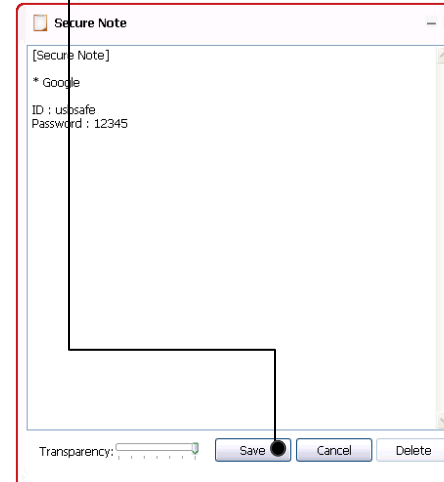 Secure Note
[Secure Note]
* Google
ID : usbsafe
Password : 12345
Transparency:
Save
Cancel
Delete